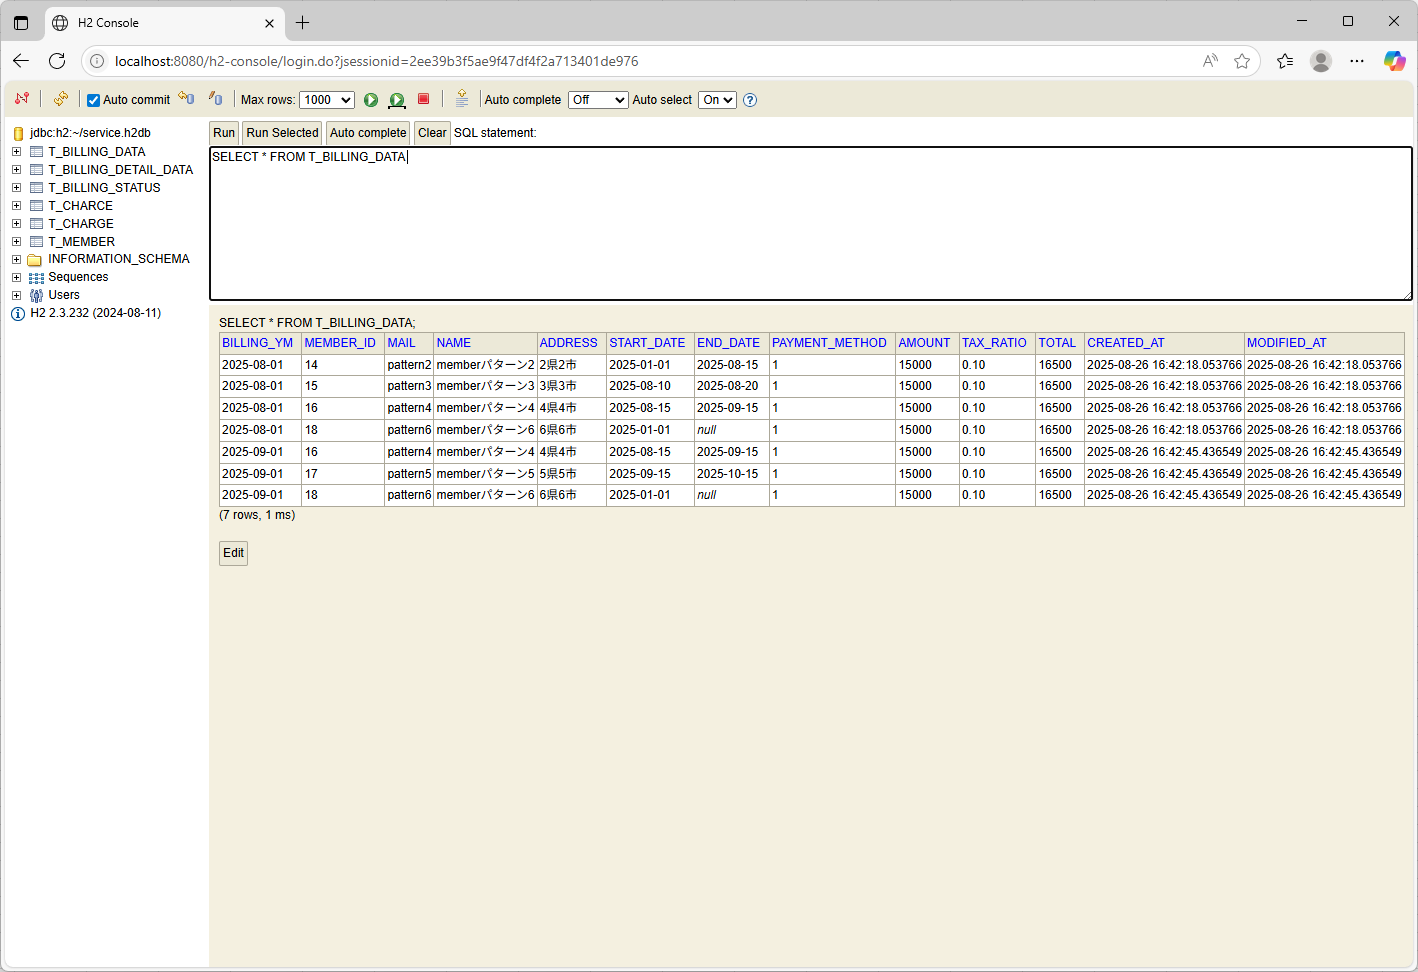 H2 Console
localhost:8080/h2-console/login.do?jsessionid=2ee39b3f5ae9f47df4f2a713401de976
Auto commit Max rows: 1000 Auto complete Off Auto select On
jdbc:h2:~/service.h2db
T_BILLING_DATA
T_BILLING_DETAIL_DATA
T_BILLING_STATUS
T_CHARCE
T_CHARGE
T_MEMBER
INFORMATION_SCHEMA
Sequences
Users
H2 2.3.232 (2024-08-11)
Run Run Selected Auto complete Clear SQL statement:
SELECT * FROM T_BILLING_DATA
SELECT * FROM T_BILLING_DATA;
BILLING_YM MEMBER_ID MAIL NAME ADDRESS START_DATE END_DATE PAYMENT_METHOD AMOUNT TAX_RATIO TOTAL CREATED_AT MODIFIED_AT
2025-08-01 14 pattern2 memberパターン2 2県2市 2025-01-01 2025-08-15 1 15000 0.10 16500 2025-08-26 16:42:18.053766 2025-08-26 16:42:18.053766
2025-08-01 15 pattern3 memberパターン3 3県3市 2025-08-10 2025-08-20 1 15000 0.10 16500 2025-08-26 16:42:18.053766 2025-08-26 16:42:18.053766
2025-08-01 16 pattern4 memberパターン4 4県4市 2025-08-15 2025-09-15 1 15000 0.10 16500 2025-08-26 16:42:18.053766 2025-08-26 16:42:18.053766
2025-08-01 18 pattern6 memberパターン6 6県6市 2025-01-01 null 1 15000 0.10 16500 2025-08-26 16:42:18.053766 2025-08-26 16:42:18.053766
2025-09-01 16 pattern4 memberパターン4 4県4市 2025-08-15 2025-09-15 1 15000 0.10 16500 2025-08-26 16:42:45.436549 2025-08-26 16:42:45.436549
2025-09-01 17 pattern5 memberパターン5 5県5市 2025-09-15 2025-10-15 1 15000 0.10 16500 2025-08-26 16:42:45.436549 2025-08-26 16:42:45.436549
2025-09-01 18 pattern6 memberパターン6 6県6市 2025-01-01 null 1 15000 0.10 16500 2025-08-26 16:42:45.436549 2025-08-26 16:42:45.436549
(7 rows, 1 ms)
Edit